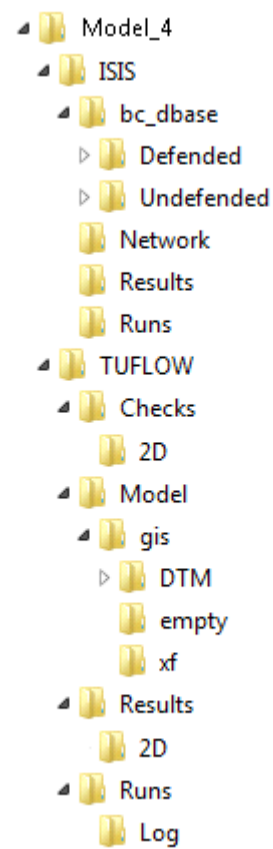 Model_4
ISIS
bc_dbase
Defended
Undefended
Network
Results
Runs
TUFLOW
Checks
2D
Model
gis
DTM
empty
xf
Results
2D
Runs
Log